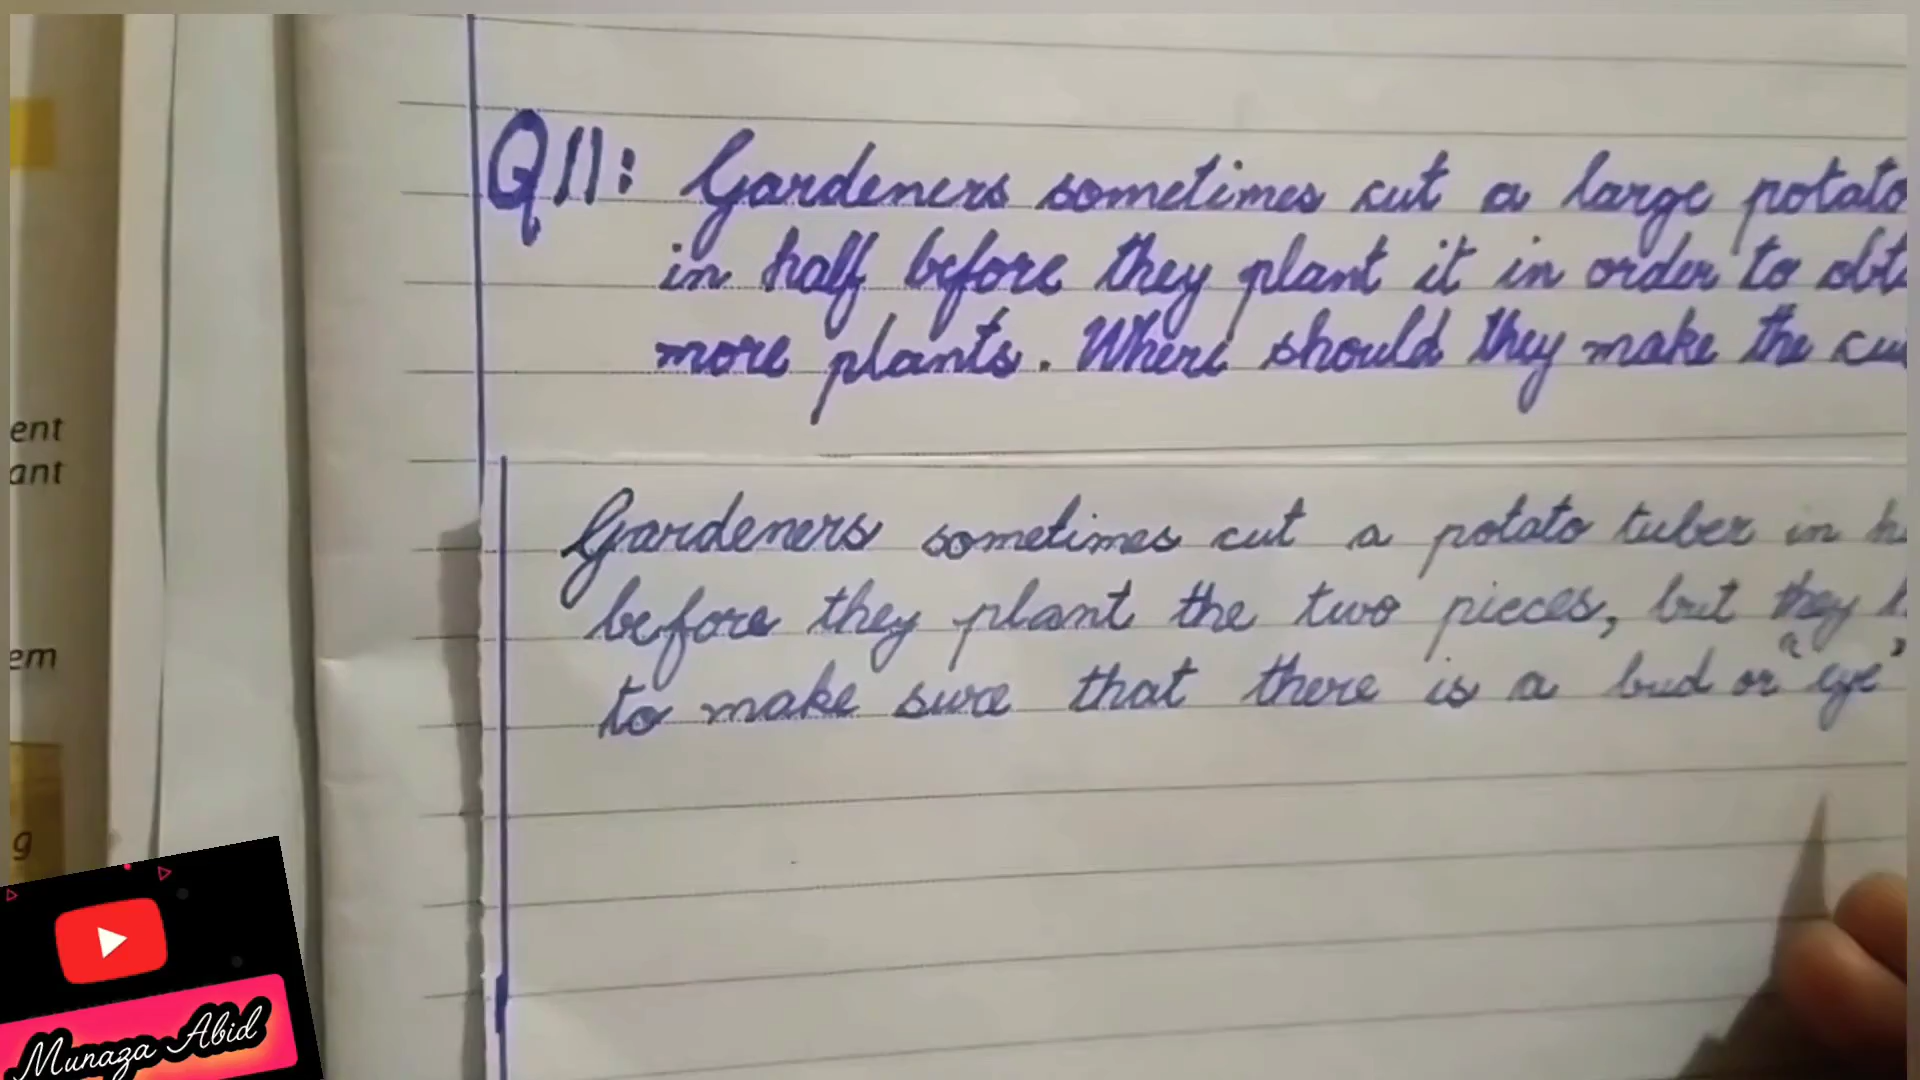 ent
ant
em
g
Q11: Gardeners sometimes cut a large potato
in half before they plant it in order to
more plants. Where should they make the
Gardeners sometimes cut a potato tuber in
before they plant the two pieces, but they
to make sure that there is a bud or "eye"
Munaza Abid